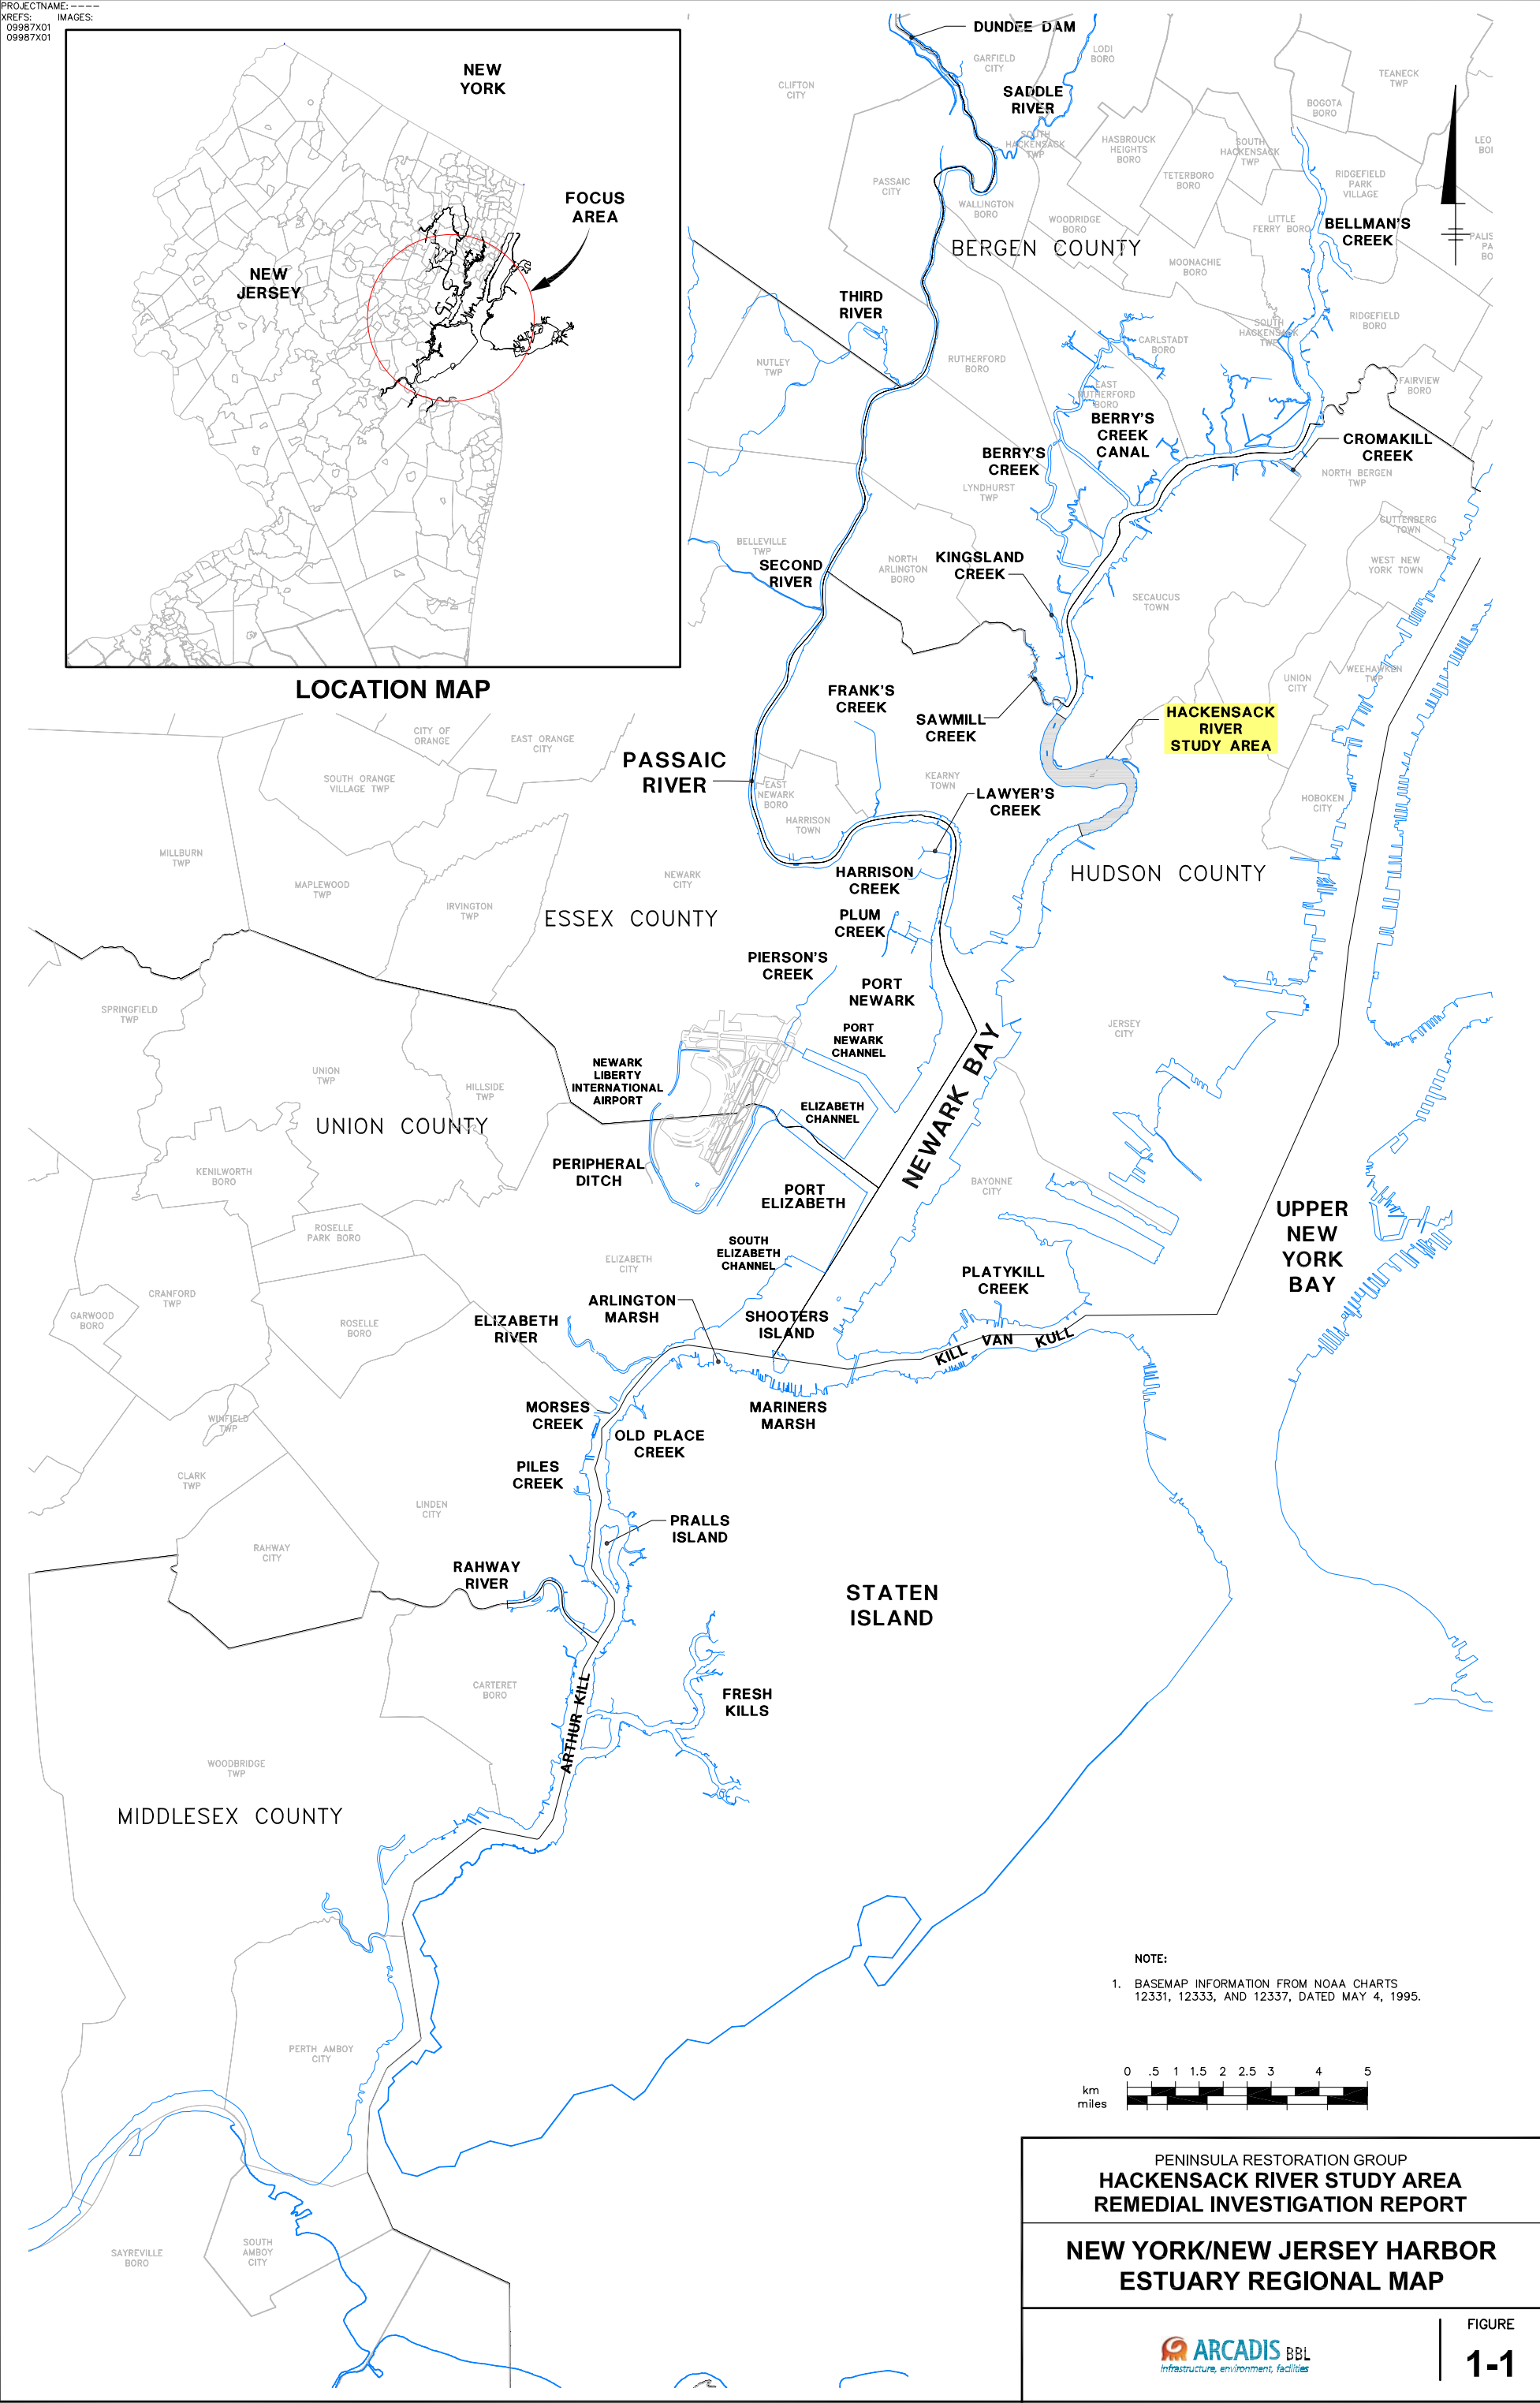 PROJECTNAME: ----
XREFS: IMAGES:
09987X01
09987X01
NEW
YORK
FOCUS
AREA
NEW
JERSEY
LOCATION MAP
DUNDEE DAM
GARFIELD
CITY
LODI
BORO
CLIFTON
CITY
SADDLE
RIVER
TEANECK
TWP
BOGOTA
BORO
SOUTH
HACKENSACK
TWP
HASBROUCK
HEIGHTS
BORO
SOUTH
HACKENSACK
TWP
LEO
BOI
PASSAIC
CITY
TETERBORO
BORO
RIDGEFIELD
PARK
VILLAGE
WALLINGTON
BORO
WOODRIDGE
BORO
LITTLE
FERRY BORO
BELLMAN'S
CREEK
PALIS
PA
BO
BERGEN COUNTY
MOONACHIE
BORO
THIRD
RIVER
RIDGEFIELD
BORO
SOUTH
HACKENSACK
TWP
CARLSTADT
BORO
NUTLEY
TWP
RUTHERFORD
BORO
EAST
RUTHERFORD
BORO
FAIRVIEW
BORO
BERRY'S
CREEK
CANAL
BERRY'S
CREEK
CROMAKILL
CREEK
LYNDHURST
TWP
NORTH BERGEN
TWP
GUTTENBERG
TOWN
BELLEVILLE
TWP
SECOND
RIVER
NORTH
ARLINGTON
BORO
KINGSLAND
CREEK
WEST NEW
YORK TOWN
SECAUCUS
TOWN
WEEHAWKEN
TWP
UNION
CITY
FRANK'S
CREEK
SAWMILL
CREEK
HACKENSACK
RIVER
STUDY AREA
CITY OF
ORANGE
EAST ORANGE
CITY
PASSAIC
RIVER
SOUTH ORANGE
VILLAGE TWP
EAST
NEWARK
BORO
KEARNY
TOWN
LAWYER'S
CREEK
HOBOKEN
CITY
HARRISON
TOWN
MILLBURN
TWP
MAPLEWOOD
TWP
NEWARK
CITY
HARRISON
CREEK
HUDSON COUNTY
IRVINGTON
TWP
ESSEX COUNTY
PLUM
CREEK
PIERSON'S
CREEK
PORT
NEWARK
SPRINGFIELD
TWP
PORT
NEWARK
CHANNEL
JERSEY
CITY
NEWARK BAY
UNION
TWP
HILLSIDE
TWP
NEWARK
LIBERTY
INTERNATIONAL
AIRPORT
ELIZABETH
CHANNEL
UNION COUNTY
KENILWORTH
BORO
PERIPHERAL
DITCH
PORT
ELIZABETH
BAYONNE
CITY
UPPER
NEW
YORK
BAY
ROSELLE
PARK BORO
SOUTH
ELIZABETH
CHANNEL
ELIZABETH
CITY
PLATYKILL
CREEK
CRANFORD
TWP
GARWOOD
BORO
ROSELLE
BORO
ELIZABETH
RIVER
ARLINGTON
MARSH
SHOOTERS
ISLAND
KILL VAN KULL
MORSES
CREEK
MARINERS
MARSH
WINFIELD
TWP
OLD PLACE
CREEK
CLARK
TWP
PILES
CREEK
LINDEN
CITY
PRALLS
ISLAND
RAHWAY
CITY
RAHWAY
RIVER
STATEN
ISLAND
CARTERET
BORO
ARTHUR KILL
FRESH
KILLS
WOODBRIDGE
TWP
MIDDLESEX COUNTY
PERTH AMBOY
CITY
SAYREVILLE
BORO
SOUTH
AMBOY
CITY
NOTE:
1. BASEMAP INFORMATION FROM NOAA CHARTS
12331, 12333, AND 12337, DATED MAY 4, 1995.
0 .5 1 1.5 2 2.5 3 4 5
km
miles
PENINSULA RESTORATION GROUP
HACKENSACK RIVER STUDY AREA
REMEDIAL INVESTIGATION REPORT
NEW YORK/NEW JERSEY HARBOR
ESTUARY REGIONAL MAP
ARCADIS BBL
Infrastructure, environment, facilities
FIGURE
1-1